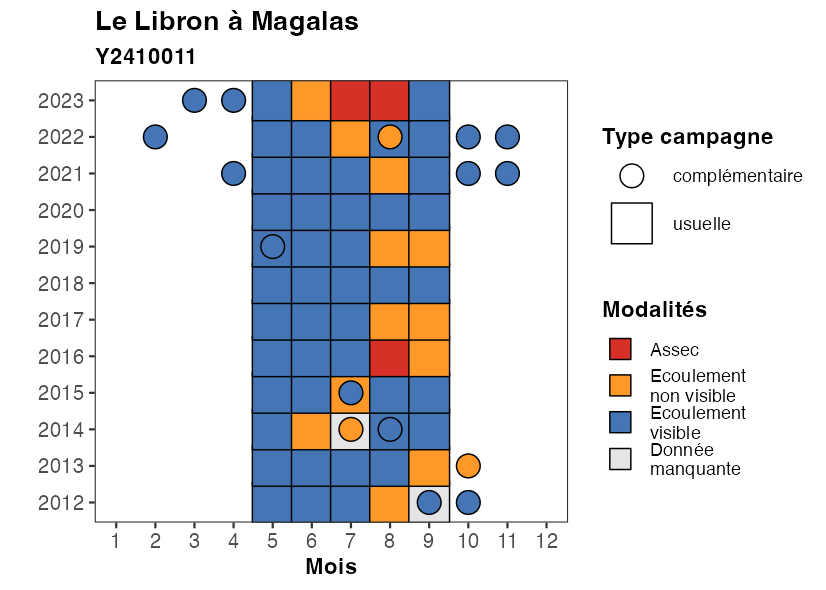 Le Libron à Magalas
Y2410011
2023
2022
2021
2020
2019
2018
2017
2016
2015
2014
2013
2012
1 2 3 4 5 6 7 8 9 10 11 12
Mois
Type campagne
complémentaire
usuelle
Modalités
Assec
Ecoulement
non visible
Ecoulement
visible
Donnée
manquante